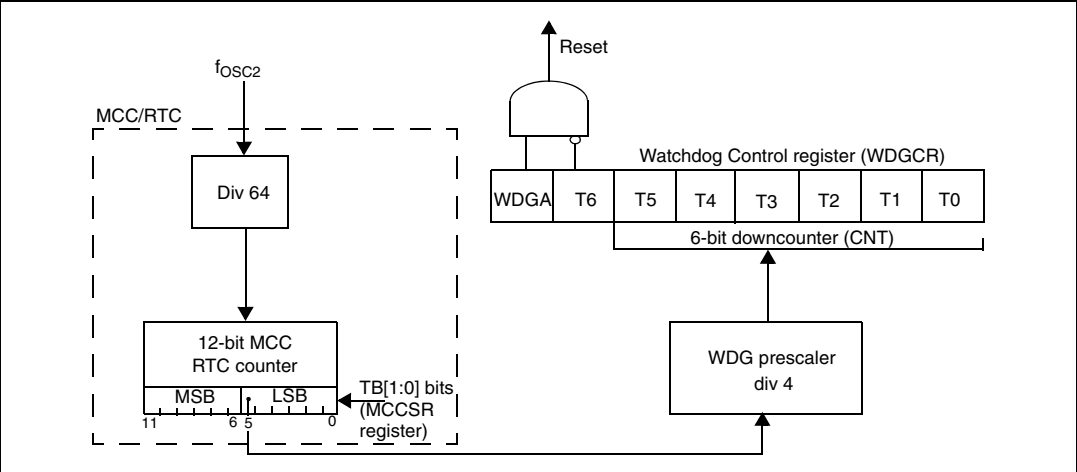 Reset
fOSC2
MCC/RTC
Div 64
Watchdog Control register (WDGCR)
WDGA T6 T5 T4 T3 T2 T1 T0
6-bit downcounter (CNT)
12-bit MCC
RTC counter
MSB LSB
11 6 5 0
TB[1:0] bits
(MCCSR
register)
WDG prescaler
div 4